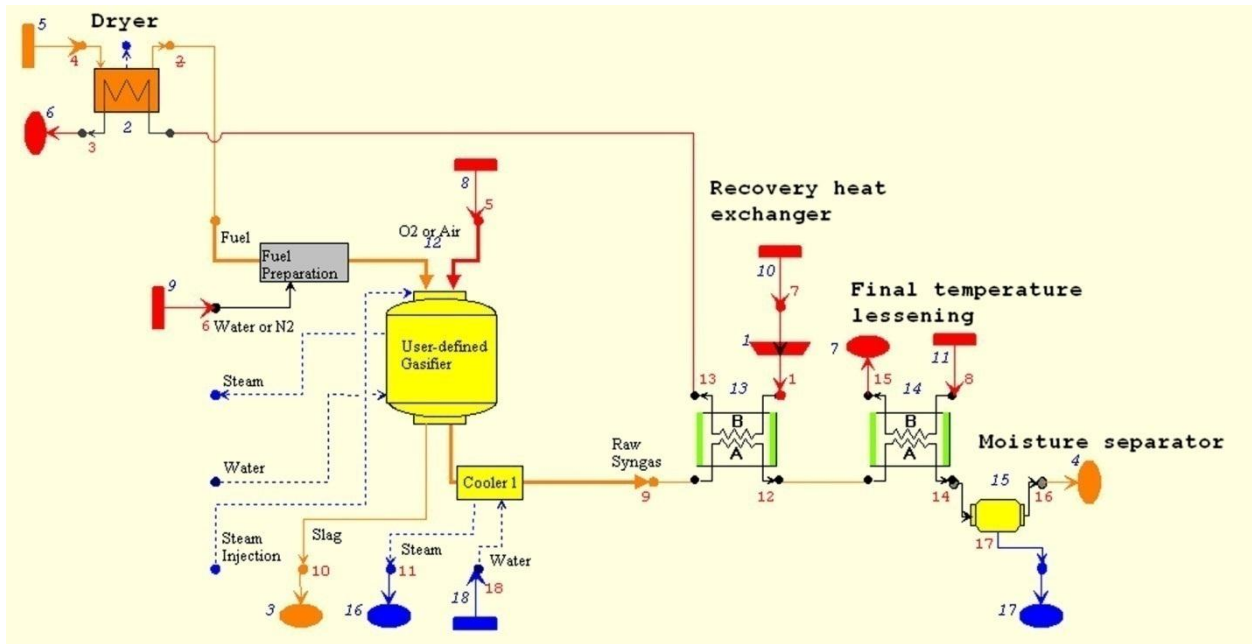 5
Dryer
4
2
6
3
2
8
5
O2 or Air
12
Fuel
Fuel
Preparation
9
6
Water or N2
User-defined
Gasifier
Steam
Water
Steam
Injection
Recovery heat
exchanger
10
7
1
1
13
13
B
A
Final temperature
lessening
7
11
15
14
8
B
A
Raw
Syngas
9
12
14
Moisture separator
15
4
16
17
17
Cooler 1
Slag
10
3
Steam
11
16
Water
18
18